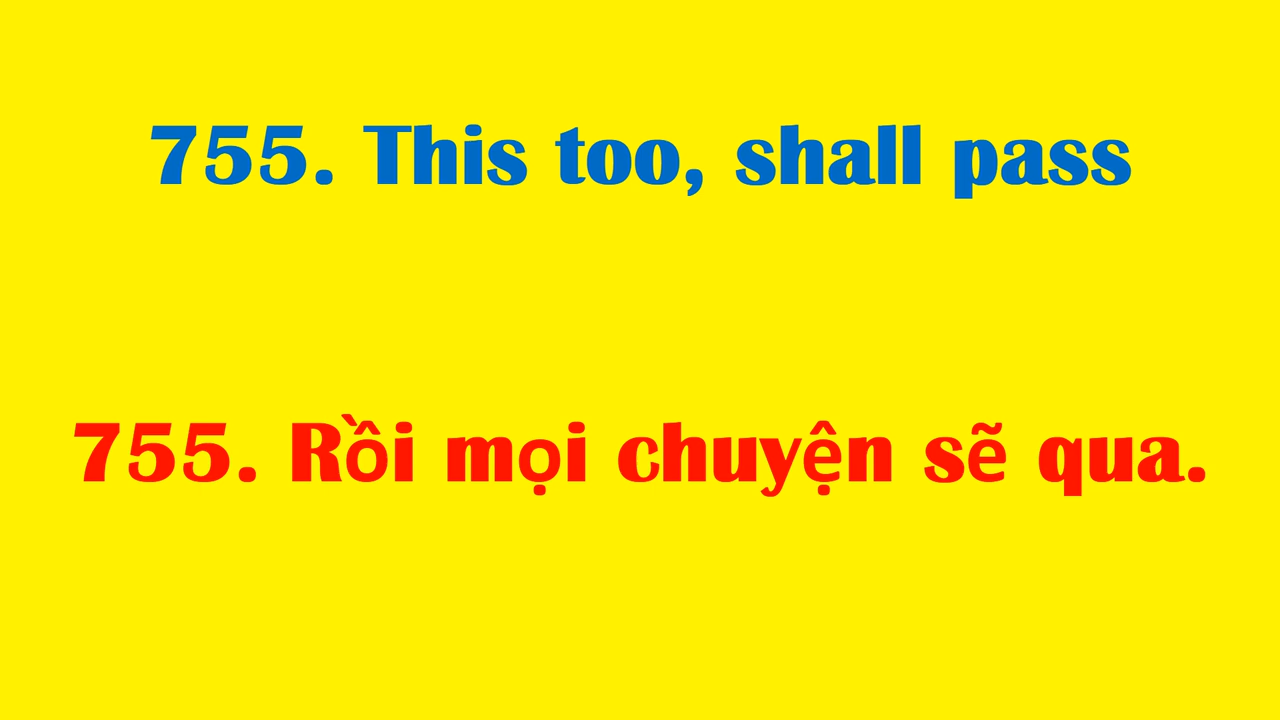 755. This too, shall pass
755. Rồi mọi chuyện sẽ qua.